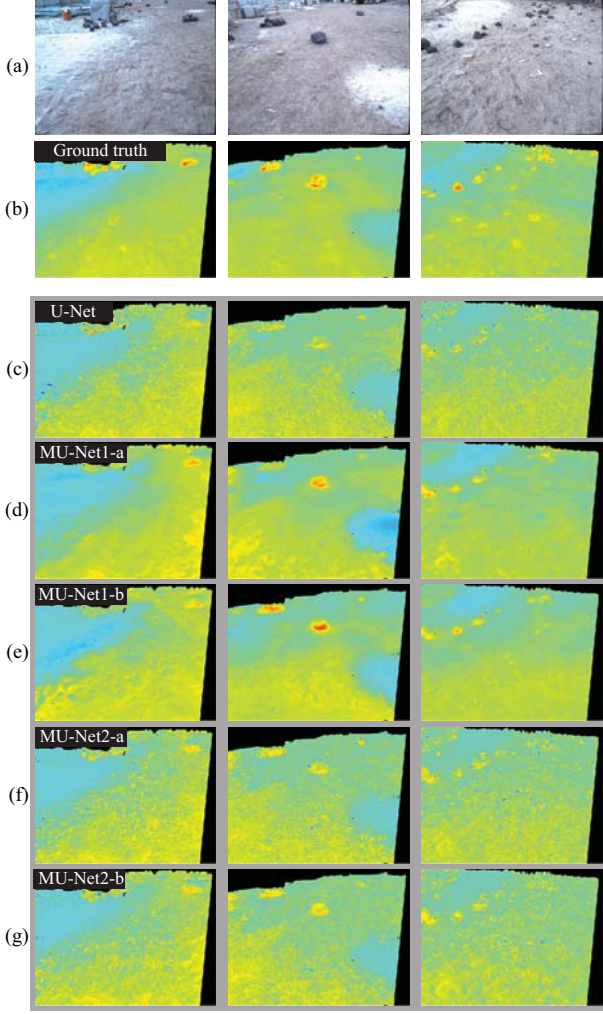 (a)
Ground truth
(b)
U-Net
(c)
MU-Net1-a
(d)
MU-Net1-b
(e)
MU-Net2-a
(f)
MU-Net2-b
(g)